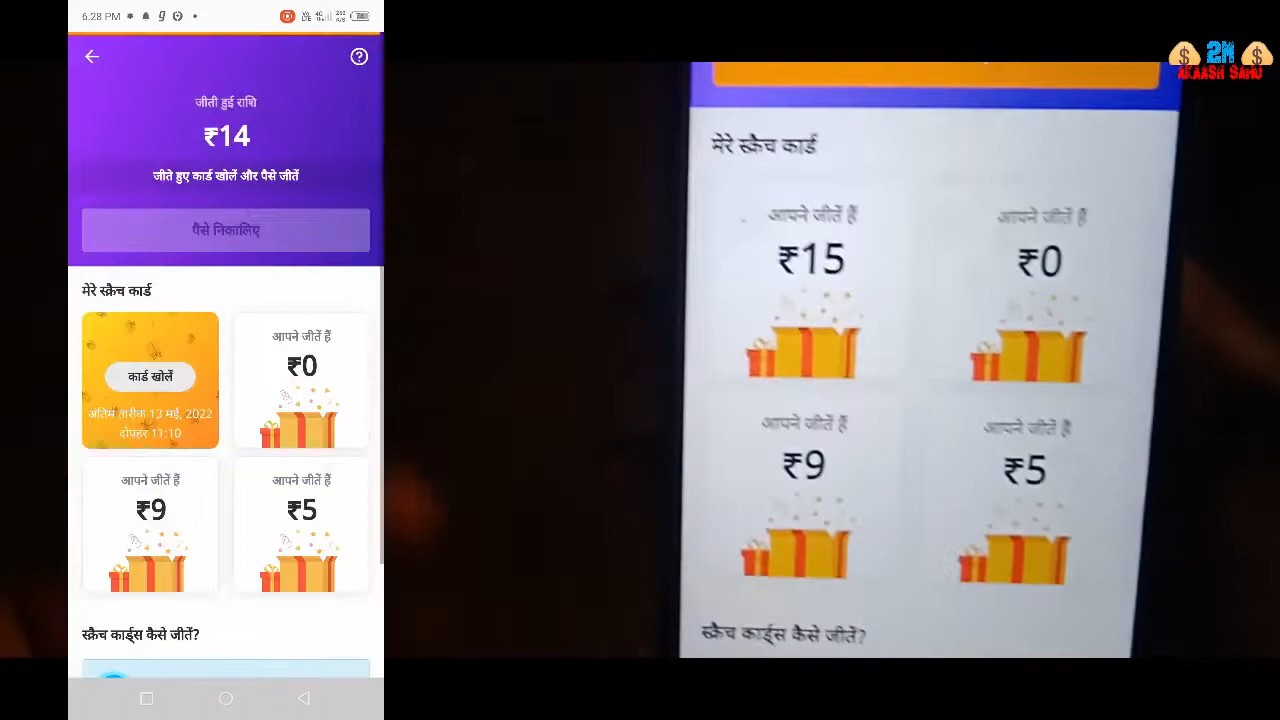 6:28 PM
जीती हुई राशि
₹14
जीते हुए कार्ड खोलें और पैसे जीतें
पैसे निकालिए
मेरे स्क्रैच कार्ड
कार्ड खोलें
अंतिम तारीक 13 मई, 2022
दोपहर 11:10
आपने जीतें हैं
₹0
आपने जीतें हैं
₹9
आपने जीतें हैं
₹5
स्क्रैच कार्ड्स कैसे जीतें?
मेरे स्क्रैच कार्ड
आपने जीतें हैं
₹15
आपने जीतें हैं
₹0
आपने जीतें हैं
₹9
आपने जीतें हैं
₹5
स्क्रैच कार्ड्स कैसे जीतें?
2M
AKAASH SAHU